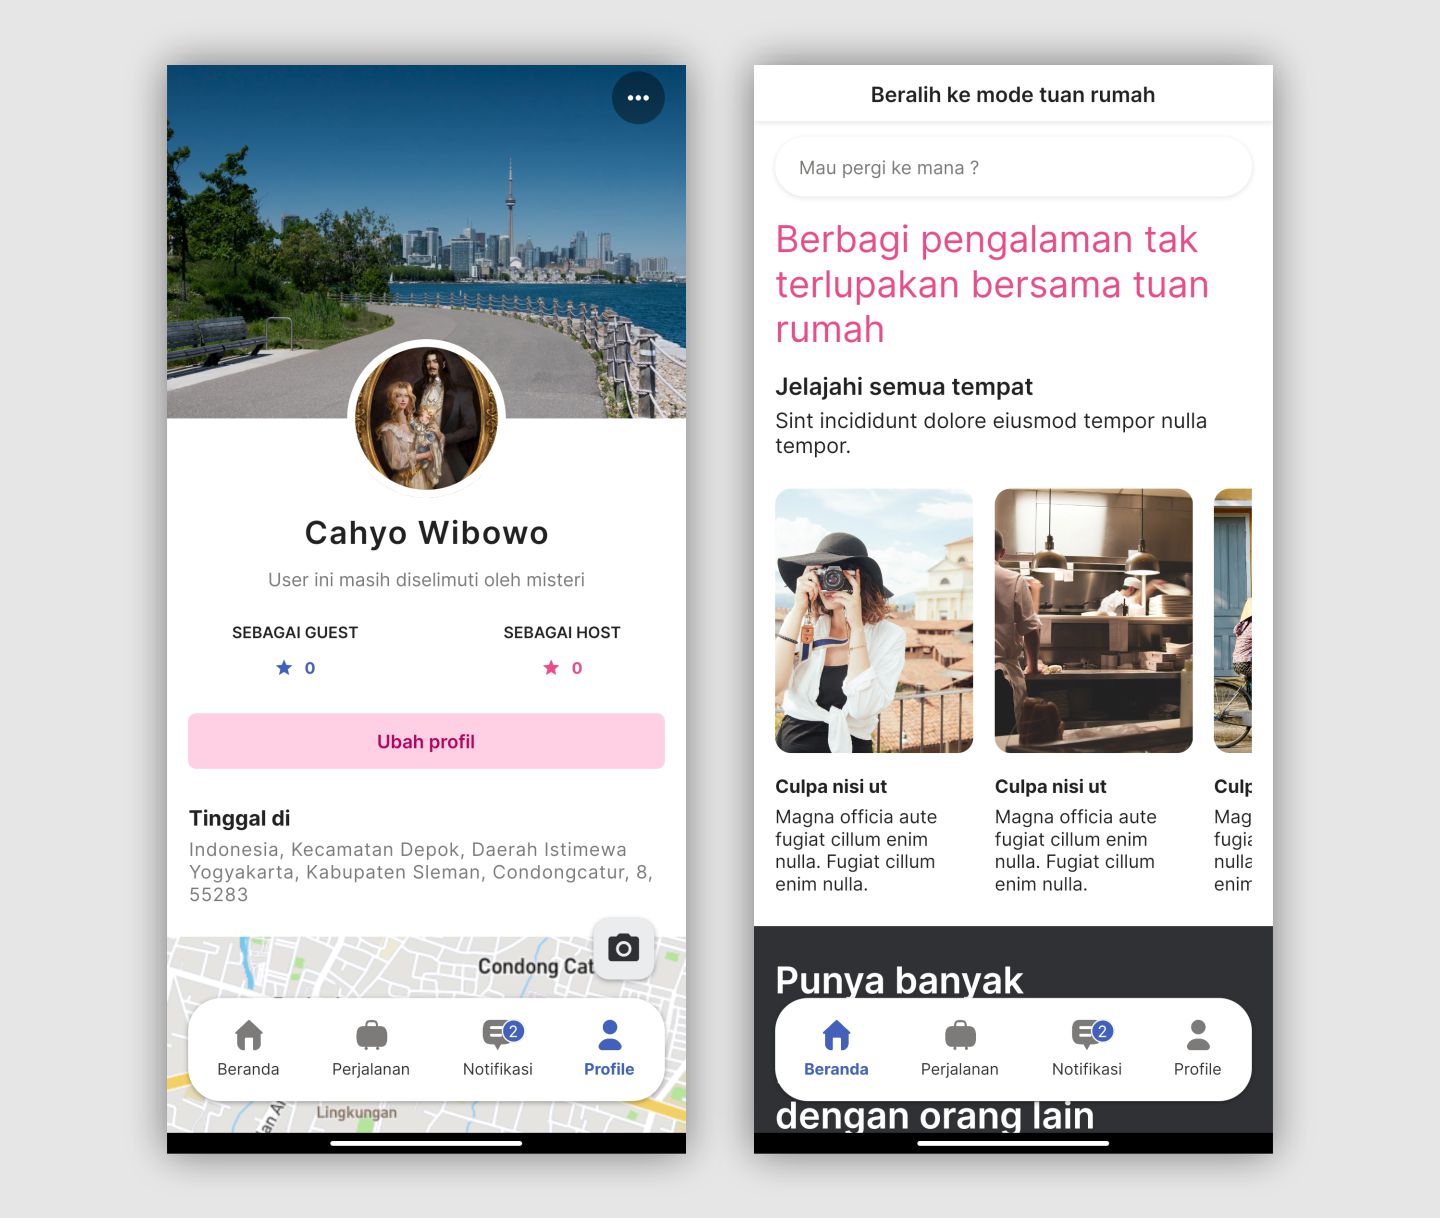 Cahyo Wibowo
User ini masih diselimuti oleh misteri
SEBAGAI GUEST
0
SEBAGAI HOST
0
Ubah profil
Tinggal di
Indonesia, Kecamatan Depok, Daerah Istimewa
Yogyakarta, Kabupaten Sleman, Condongcatur, 8,
55283
Condong Cat
2
Beranda
Perjalanan
Notifikasi
Profile
Lingkungan
Beralih ke mode tuan rumah
Mau pergi ke mana ?
Berbagi pengalaman tak
terlupakan bersama tuan
rumah
Jelajahi semua tempat
Sint incididunt dolore eiusmod tempor nulla
tempor.
Culpa nisi ut
Magna officia aute
fugiat cillum enim
nulla. Fugiat cillum
enim nulla.
Culpa nisi ut
Magna officia aute
fugiat cillum enim
nulla. Fugiat cillum
enim nulla.
Culp
Mag
fugia
nulla
enim
Punya banyak
2
Beranda
Perjalanan
Notifikasi
Profile
dengan orang lain